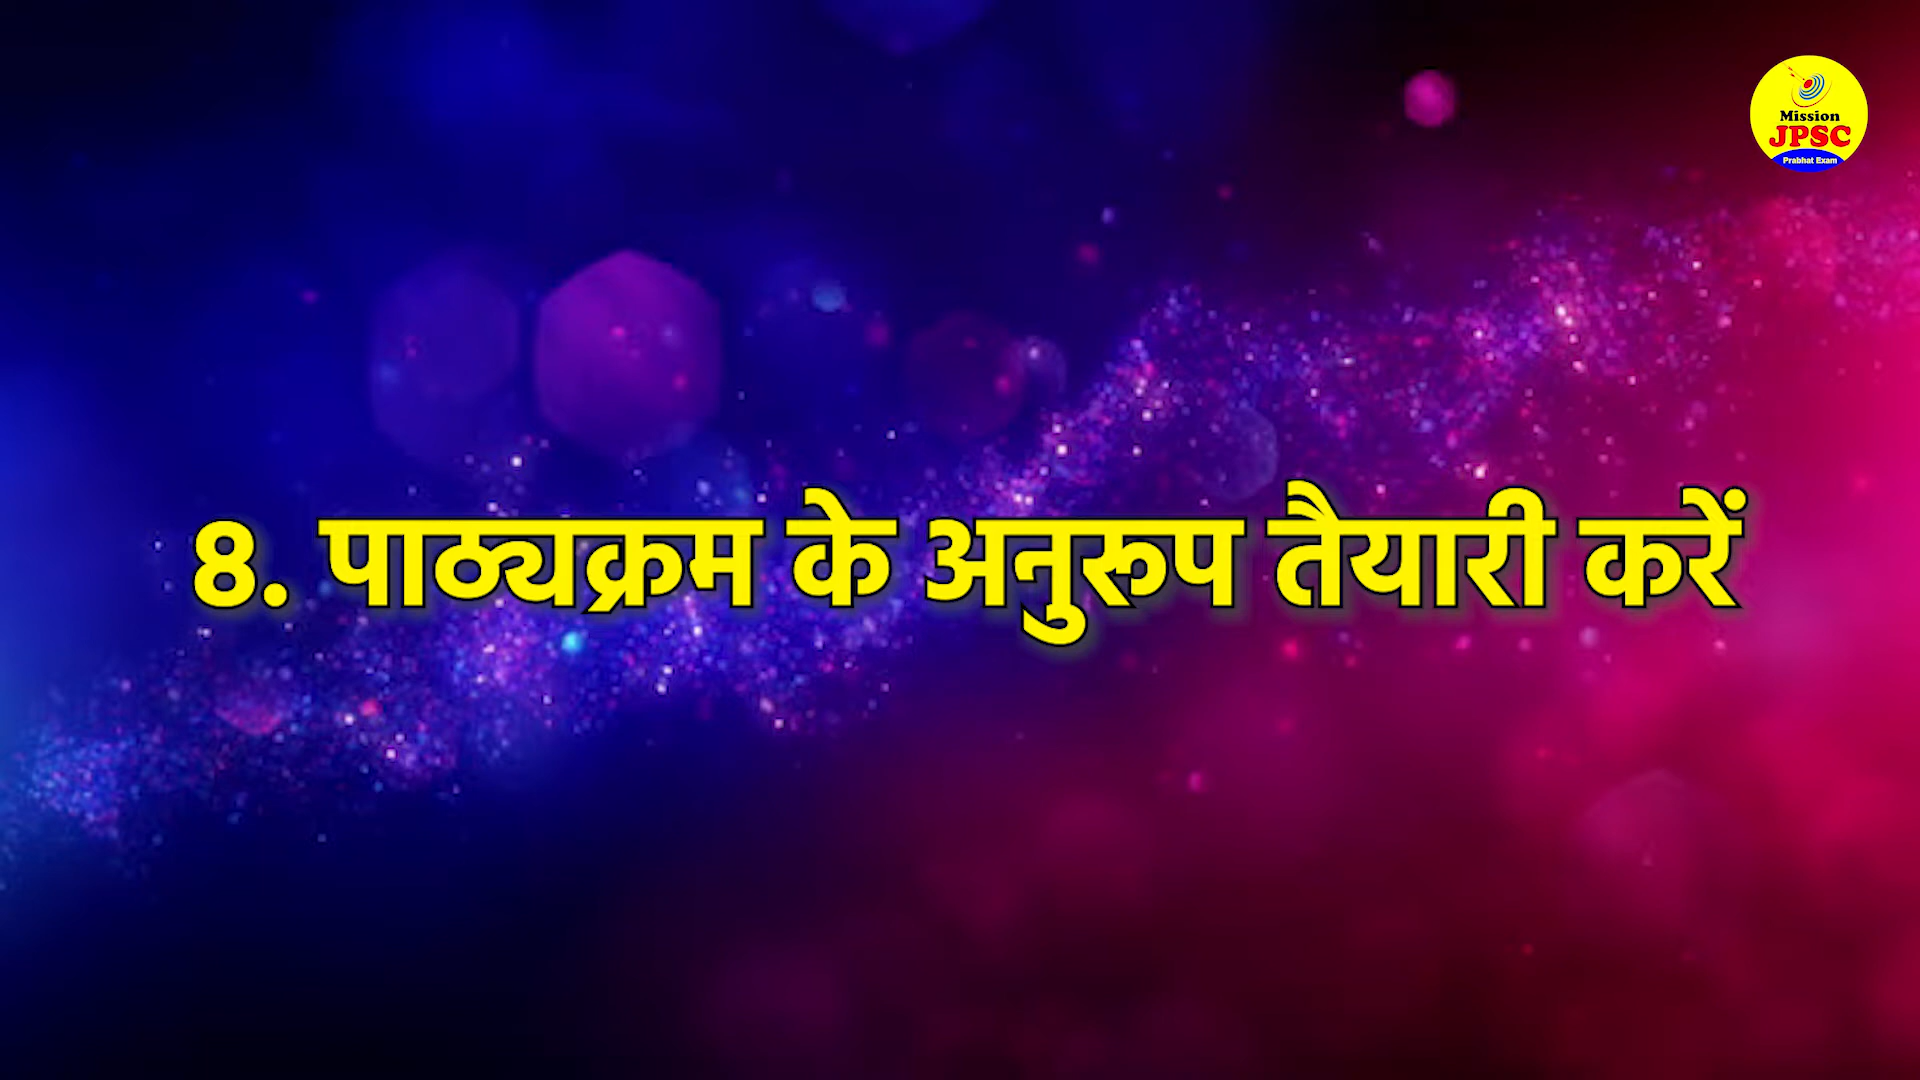 Mission
JPSC
Prabhat Exam
8. पाठ्यक्रम के अनुरूप तैयारी करें